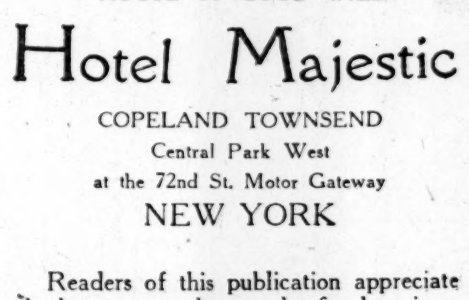 Hotel Majestic
COPELAND TOWNSEND
Central Park West
at the 72nd St. Motor Gateway
NEW YORK
Readers of this publication appreciate